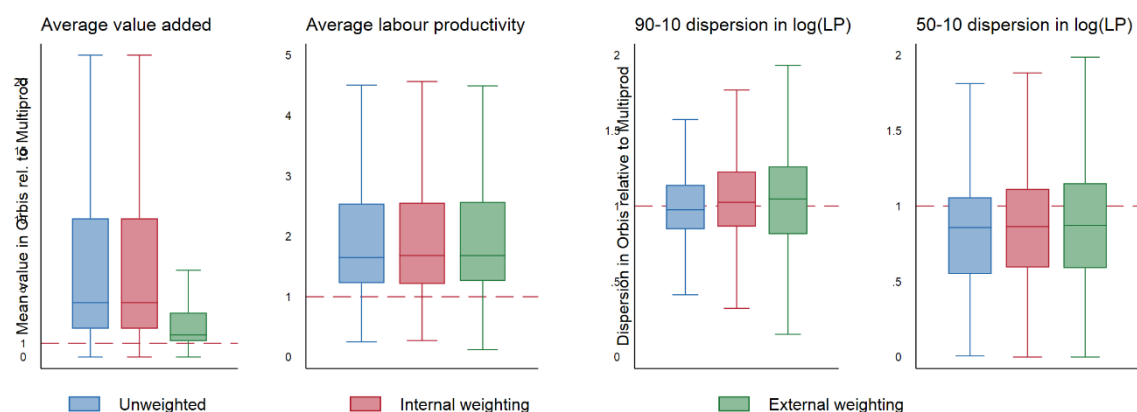 Average value added
Average labour productivity
90-10 dispersion in log(LP)
50-10 dispersion in log(LP)
Mean value in Orbis rel. to Multiprod
0
1
5
4
3
2
1
0
Dispersion in Orbis relative to Multiprod
2
1.5
1
.5
0
2
1.5
1
.5
0
Unweighted
Internal weighting
External weighting